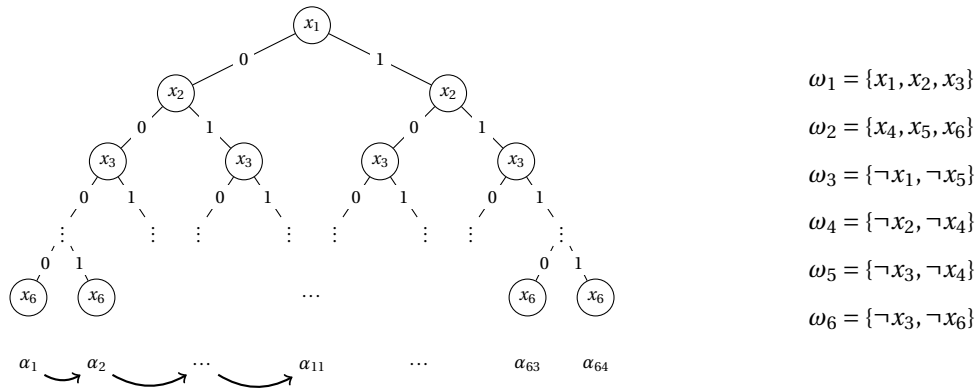 x₁
0 1
x₂ x₂
0 1 0 1
x₃ x₃ x₃ x₃
0 1 0 1 0 1 0 1
⋮ ⋮ ⋮ ⋮ ⋮ ⋮ ⋮ ⋮
0 1 0 1
x₆ x₆ ... x₆ x₆
α₁ α₂ ... α₁₁ ... α₆₃ α₆₄
ω₁ = {x₁, x₂, x₃}
ω₂ = {x₄, x₅, x₆}
ω₃ = {¬x₁, ¬x₅}
ω₄ = {¬x₂, ¬x₄}
ω₅ = {¬x₃, ¬x₄}
ω₆ = {¬x₃, ¬x₆}